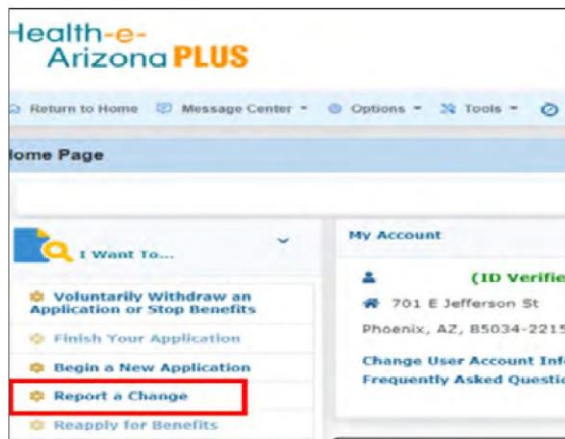 Health-e-
Arizona PLUS
Return to Home Message Center Options Tools
Home Page
I Want To...
Voluntarily Withdraw an
Application or Stop Benefits
Finish Your Application
Begin a New Application
Report a Change
Reapply for Benefits
My Account
(ID Verifie
701 E Jefferson St
Phoenix, AZ, 85034-2215
Change User Account Inf
Frequently Asked Questio